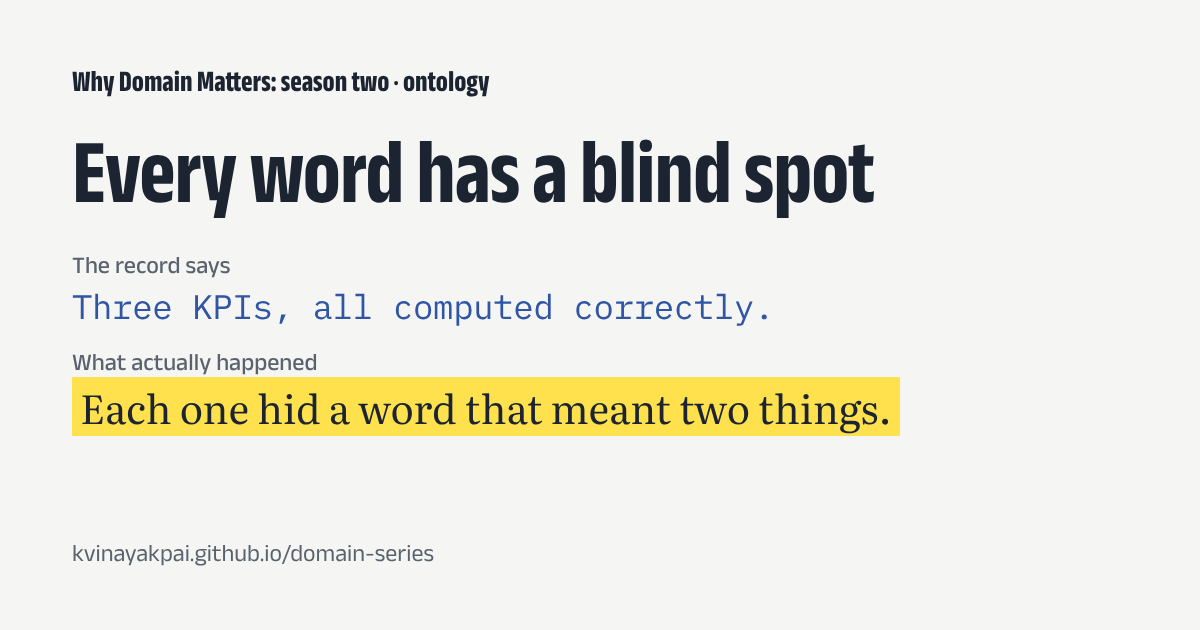 Why Domain Matters: season two · ontology
Every word has a blind spot
The record says
Three KPIs, all computed correctly.
What actually happened
Each one hid a word that meant two things.
kvinayakpai.github.io/domain-series